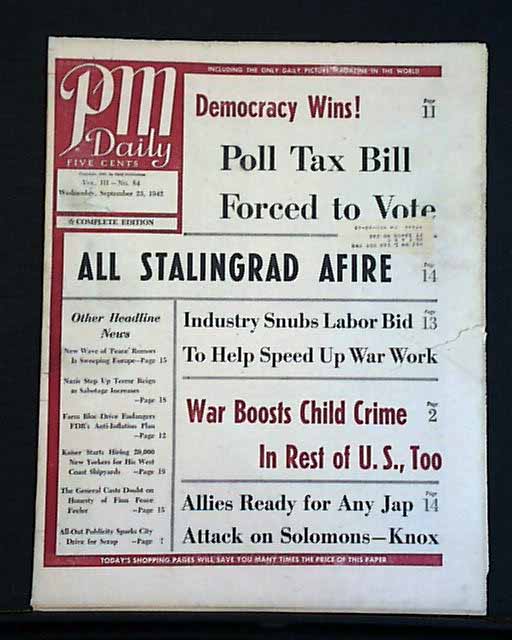 INCLUDING THE ONLY DAILY PICTURE MAGAZINE IN THE WORLD
PM
Daily
FIVE CENTS
Vol. III—No. 84
Wednesday, September 23, 1942
☆ COMPLETE EDITION
Democracy Wins!
Page 11
Poll Tax Bill
Forced to Vote
ALL STALINGRAD AFIRE
Page 14
Other Headline
News
New Wave of 'Peace' Rumors
Is Sweeping Europe—Page 15
Nazis Step Up Terror Reign
as Sabotage Increases
—Page 18
Farm Bloc Drive Endangers
FDR's Anti-Inflation Plan
—Page 12
Kaiser Starts Hiring 20,000
New Yorkers for His West
Coast Shipyards —Page 19
The General Casts Doubt on
Honesty of Finn Peace
Feeler —Page 15
All-Out Publicity Sparks City
Drive for Scrap —Page 7
Industry Snubs Labor Bid
Page 13
To Help Speed Up War Work
War Boosts Child Crime
Page 2
In Rest of U. S., Too
Allies Ready for Any Jap
Page 14
Attack on Solomons—Knox
TODAY'S SHOPPING PAGES WILL SAVE YOU MANY TIMES THE PRICE OF THIS PAPER